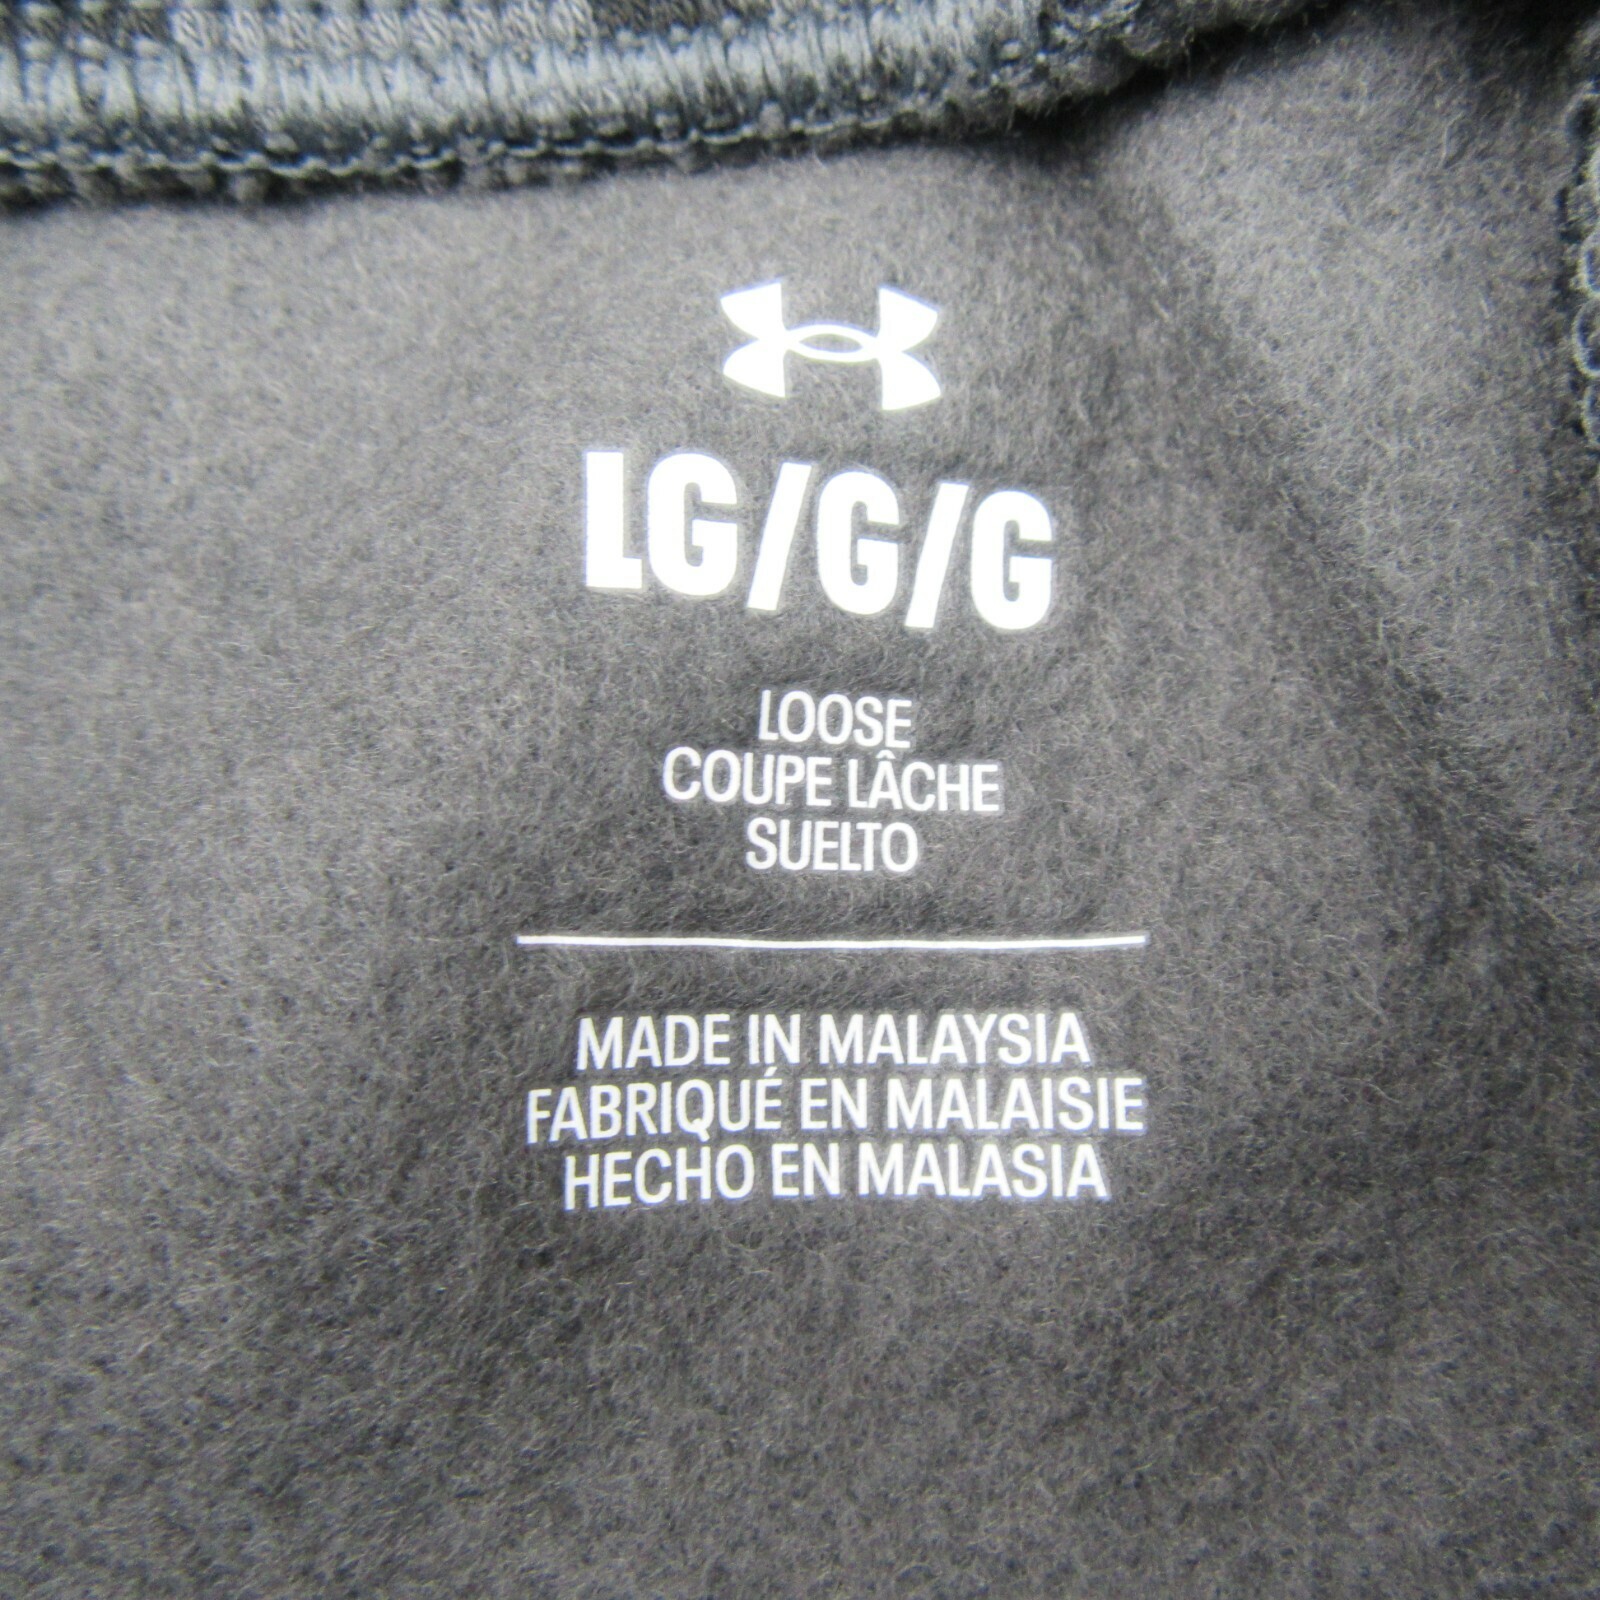 LG/G/G
LOOSE
COUPE LÂCHE
SUELTO
MADE IN MALAYSIA
FABRIQUÉ EN MALAISIE
HECHO EN MALASIA